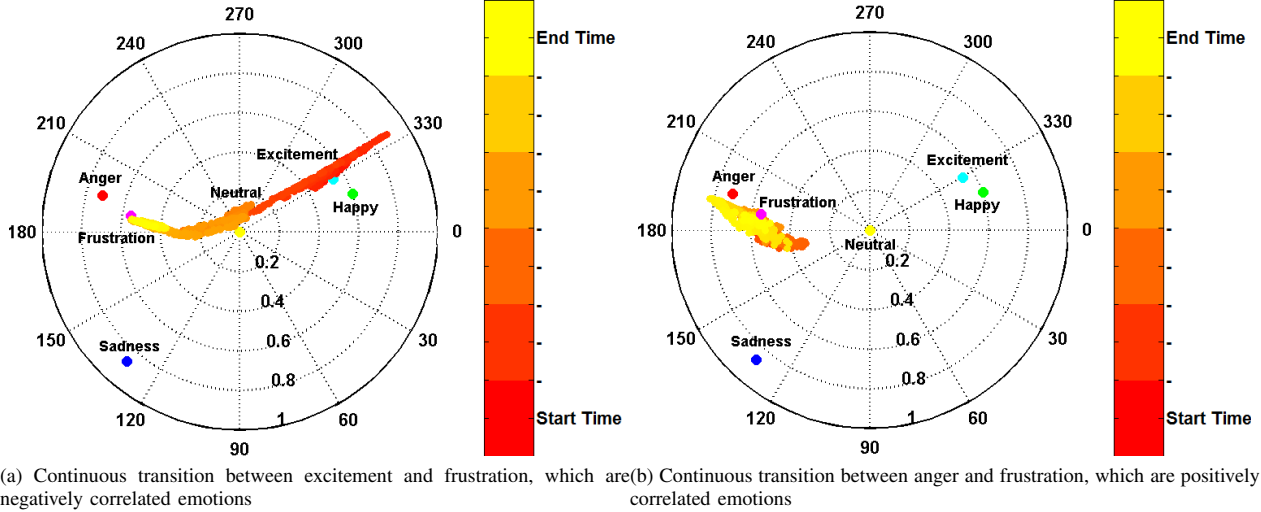 270
240
300
210
330
Excitement
Anger
Neutral
Happy
180
Frustration
0
0.2
0.4
150
30
Sadness
0.6
0.8
120
1
60
90
End Time
-
-
-
-
-
Start Time
270
240
300
210
330
Excitement
Anger
Happy
Frustration
180
Neutral
0
0.2
0.4
150
30
Sadness
0.6
0.8
120
1
60
90
End Time
-
-
-
-
-
Start Time
(a) Continuous transition between excitement and frustration, which are
negatively correlated emotions
(b) Continuous transition between anger and frustration, which are positively
correlated emotions